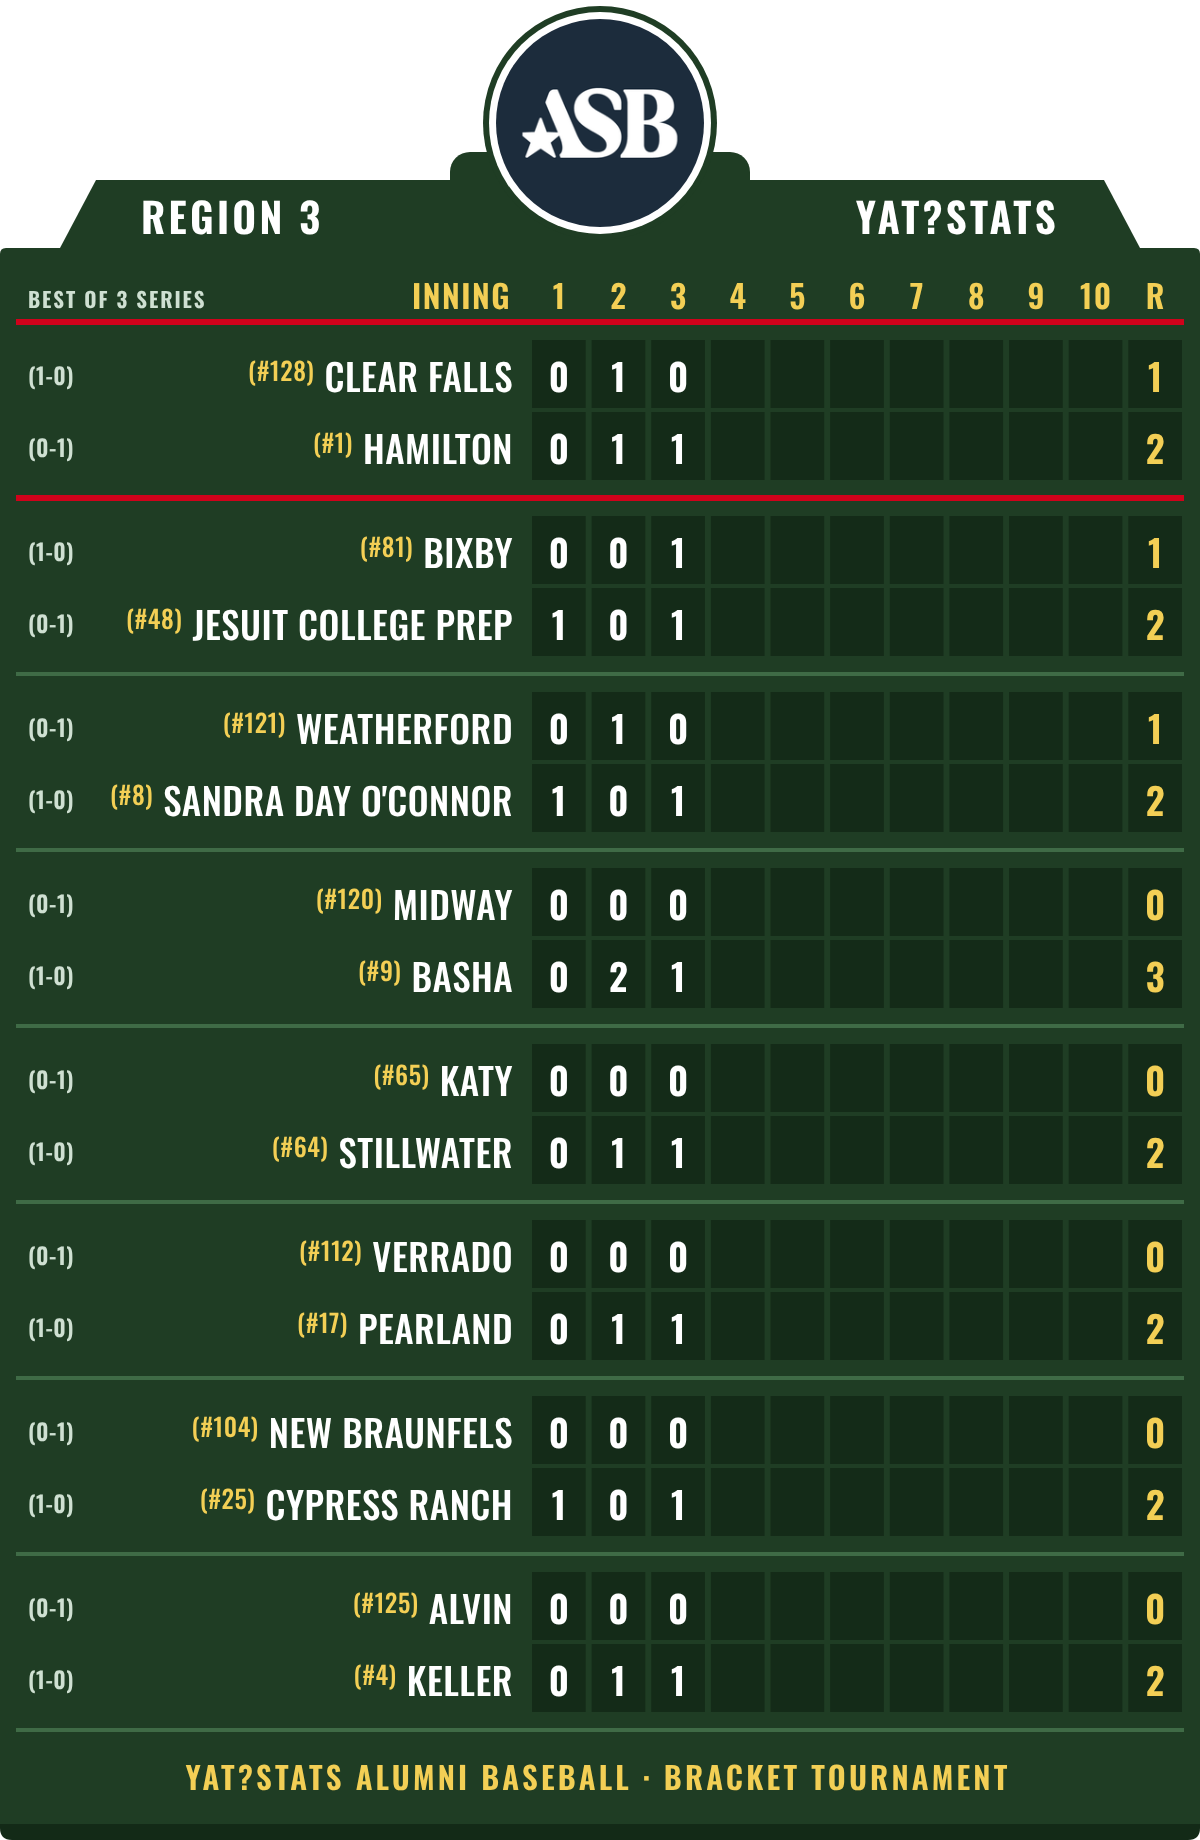 ASB
REGION 3 YAT?STATS
BEST OF 3 SERIES INNING 1 2 3 4 5 6 7 8 9 10 R
(1-0) (#128) CLEAR FALLS 0 1 0 1
(0-1) (#1) HAMILTON 0 1 1 2
(1-0) (#81) BIXBY 0 0 1 1
(0-1) (#48) JESUIT COLLEGE PREP 1 0 1 2
(0-1) (#121) WEATHERFORD 0 1 0 1
(1-0) (#8) SANDRA DAY O'CONNOR 1 0 1 2
(0-1) (#120) MIDWAY 0 0 0 0
(1-0) (#9) BASHA 0 2 1 3
(0-1) (#65) KATY 0 0 0 0
(1-0) (#64) STILLWATER 0 1 1 2
(0-1) (#112) VERRADO 0 0 0 0
(1-0) (#17) PEARLAND 0 1 1 2
(0-1) (#104) NEW BRAUNFELS 0 0 0 0
(1-0) (#25) CYPRESS RANCH 1 0 1 2
(0-1) (#125) ALVIN 0 0 0 0
(1-0) (#4) KELLER 0 1 1 2
YAT?STATS ALUMNI BASEBALL · BRACKET TOURNAMENT